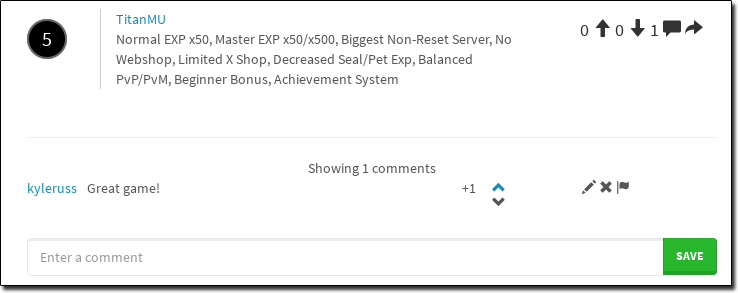 5
TitanMU
Normal EXP x50, Master EXP x50/x500, Biggest Non-Reset Server, No
Webshop, Limited X Shop, Decreased Seal/Pet Exp, Balanced
PvP/PvM, Beginner Bonus, Achievement System
0 0 1
Showing 1 comments
kyleruss Great game! +1
Enter a comment SAVE